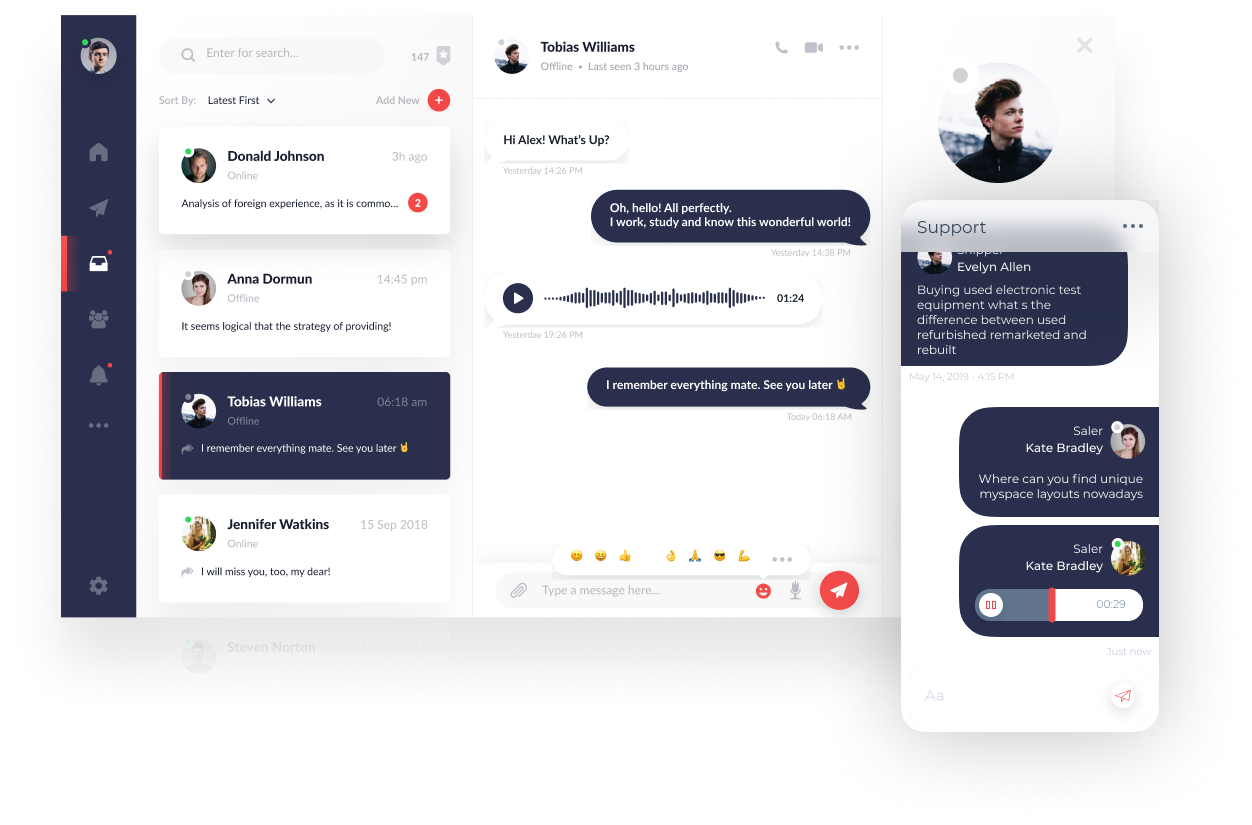 Enter for search...
147
Sort By: Latest First
Add New
Donald Johnson
3h ago
Online
Analysis of foreign experience, as it is commo...
2
Anna Dormun
14:45 pm
Offline
It seems logical that the strategy of providing!
Tobias Williams
06:18 am
Offline
I remember everything mate. See you later 🤘
Jennifer Watkins
15 Sep 2018
Online
I will miss you, too, my dear!
Steven Norton
Tobias Williams
Offline • Last seen 3 hours ago
Hi Alex! What's Up?
Yesterday 14:26 PM
Oh, hello! All perfectly.
I work, study and know this wonderful world!
Yesterday 14:38 PM
01:24
Yesterday 19:26 PM
I remember everything mate. See you later 🤘
Today 06:18 AM
Type a message here...
Support
Evelyn Allen
Buying used electronic test
equipment what s the
difference between used
refurbished remarketed and
rebuilt
May 14, 2019 - 4:15 PM
Saler
Kate Bradley
Where can you find unique
myspace layouts nowadays
Saler
Kate Bradley
00:29
Just now
Aa